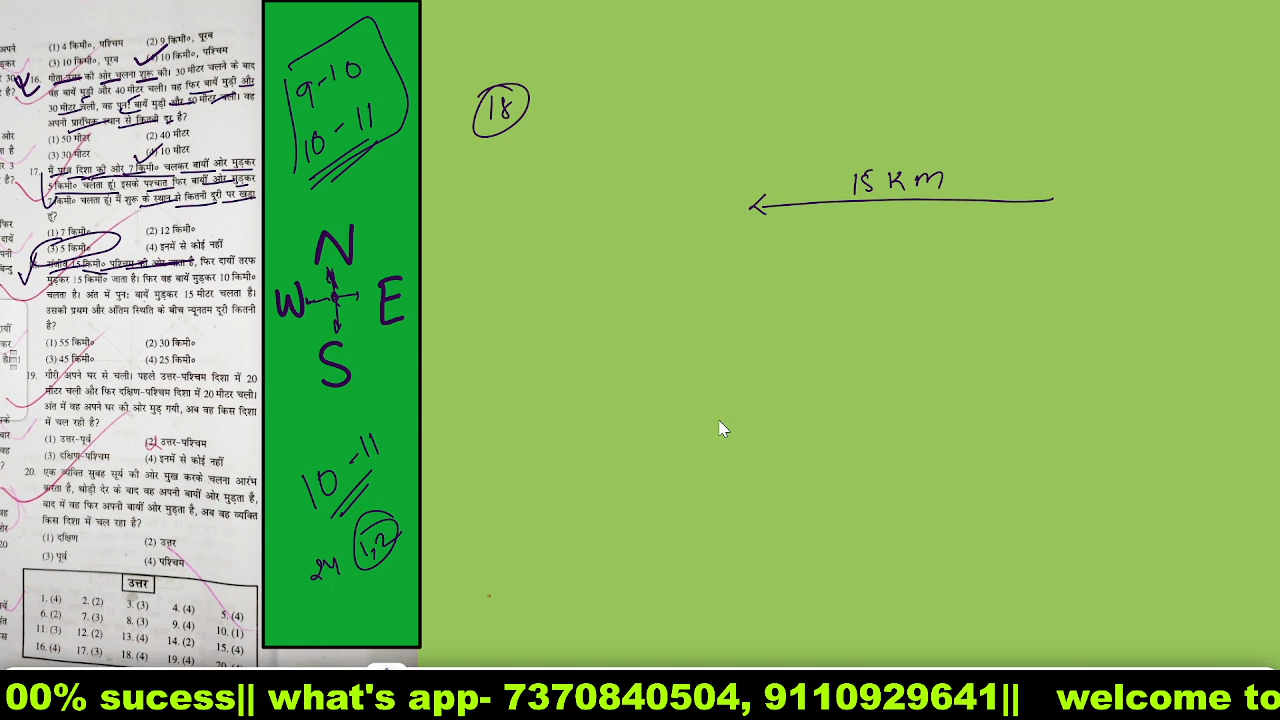 (1) 4 किमी०, पश्चिम (2) 9 किमी०, पूरब
(3) 10 किमी०, पूरब 10 किमी०, पश्चिम
16. की ओर चलना शुरू की। 30 मीटर चलने के बाद
वह बायें मुड़ी और 40 मीटर चली। वह फिर बायें मुड़ी और
30 मीटर चली, वह पुनः बायें मुड़ी और 50 मीटर चली। वह
अपनी प्रारंभिक स्थान से कितनी दूर है?
(1) 50 मीटर (2) 40 मीटर
(3) 30 मीटर (4) 10 मीटर
17. मैं दिशा की ओर 7 किमी० चलकर बायीं ओर मुड़कर
5 किमी० चलता हूं। इसके पश्चात फिर बायीं ओर मुड़कर
7 किमी० चलता हूं। मैं शुरू के स्थान से कितनी दूरी पर खड़ा
हूं?
(1) 7 किमी० (2) 12 किमी०
(3) 5 किमी० (4) इनमें से कोई नहीं
15 किमी० पश्चिम की ओर जाता है, फिर दायीं तरफ
मुड़कर 15 किमी० जाता है। फिर वह बायें मुड़कर 10 किमी०
चलता है। अंत में पुनः बायें मुड़कर 15 मीटर चलता है।
उसकी प्रथम और अंतिम स्थिति के बीच न्यूनतम दूरी कितनी
है?
(1) 55 किमी० (2) 30 किमी०
(3) 45 किमी० (4) 25 किमी०
19. गौरी अपने घर से चली। पहले उत्तर-पश्चिम दिशा में 20
मीटर चली और फिर दक्षिण-पश्चिम दिशा में 20 मीटर चली।
अंत में वह अपने घर की ओर मुड़ गयी, अब वह किस दिशा
में चल रही है?
(1) उत्तर-पूर्व (2) उत्तर-पश्चिम
(3) दक्षिण-पश्चिम (4) इनमें से कोई नहीं
20. एक व्यक्ति सुबह सूर्य की ओर मुख करके चलना आरंभ
करता है, थोड़ी देर के बाद वह अपनी बायीं ओर मुड़ता है,
बाद में वह फिर अपनी बायीं ओर मुड़ता है, अब वह व्यक्ति
किस दिशा में चल रहा है?
(1) दक्षिण (2) उत्तर
(3) पूर्व (4) पश्चिम
उत्तर
1. (4) 2. (2) 3. (3) 4. (4) 5. (4)
6. (2) 7. (3) 8. (3) 9. (4) 10. (1)
11. (3) 12. (2) 13. (4) 14. (2) 15. (4)
16. (4) 17. (3) 18. (4) 19. (4) 20.
9-10
10-11
N
W E
S
10-11
1,2
18
15 Km
00% sucess|| what's app- 7370840504, 9110929641|| welcome to